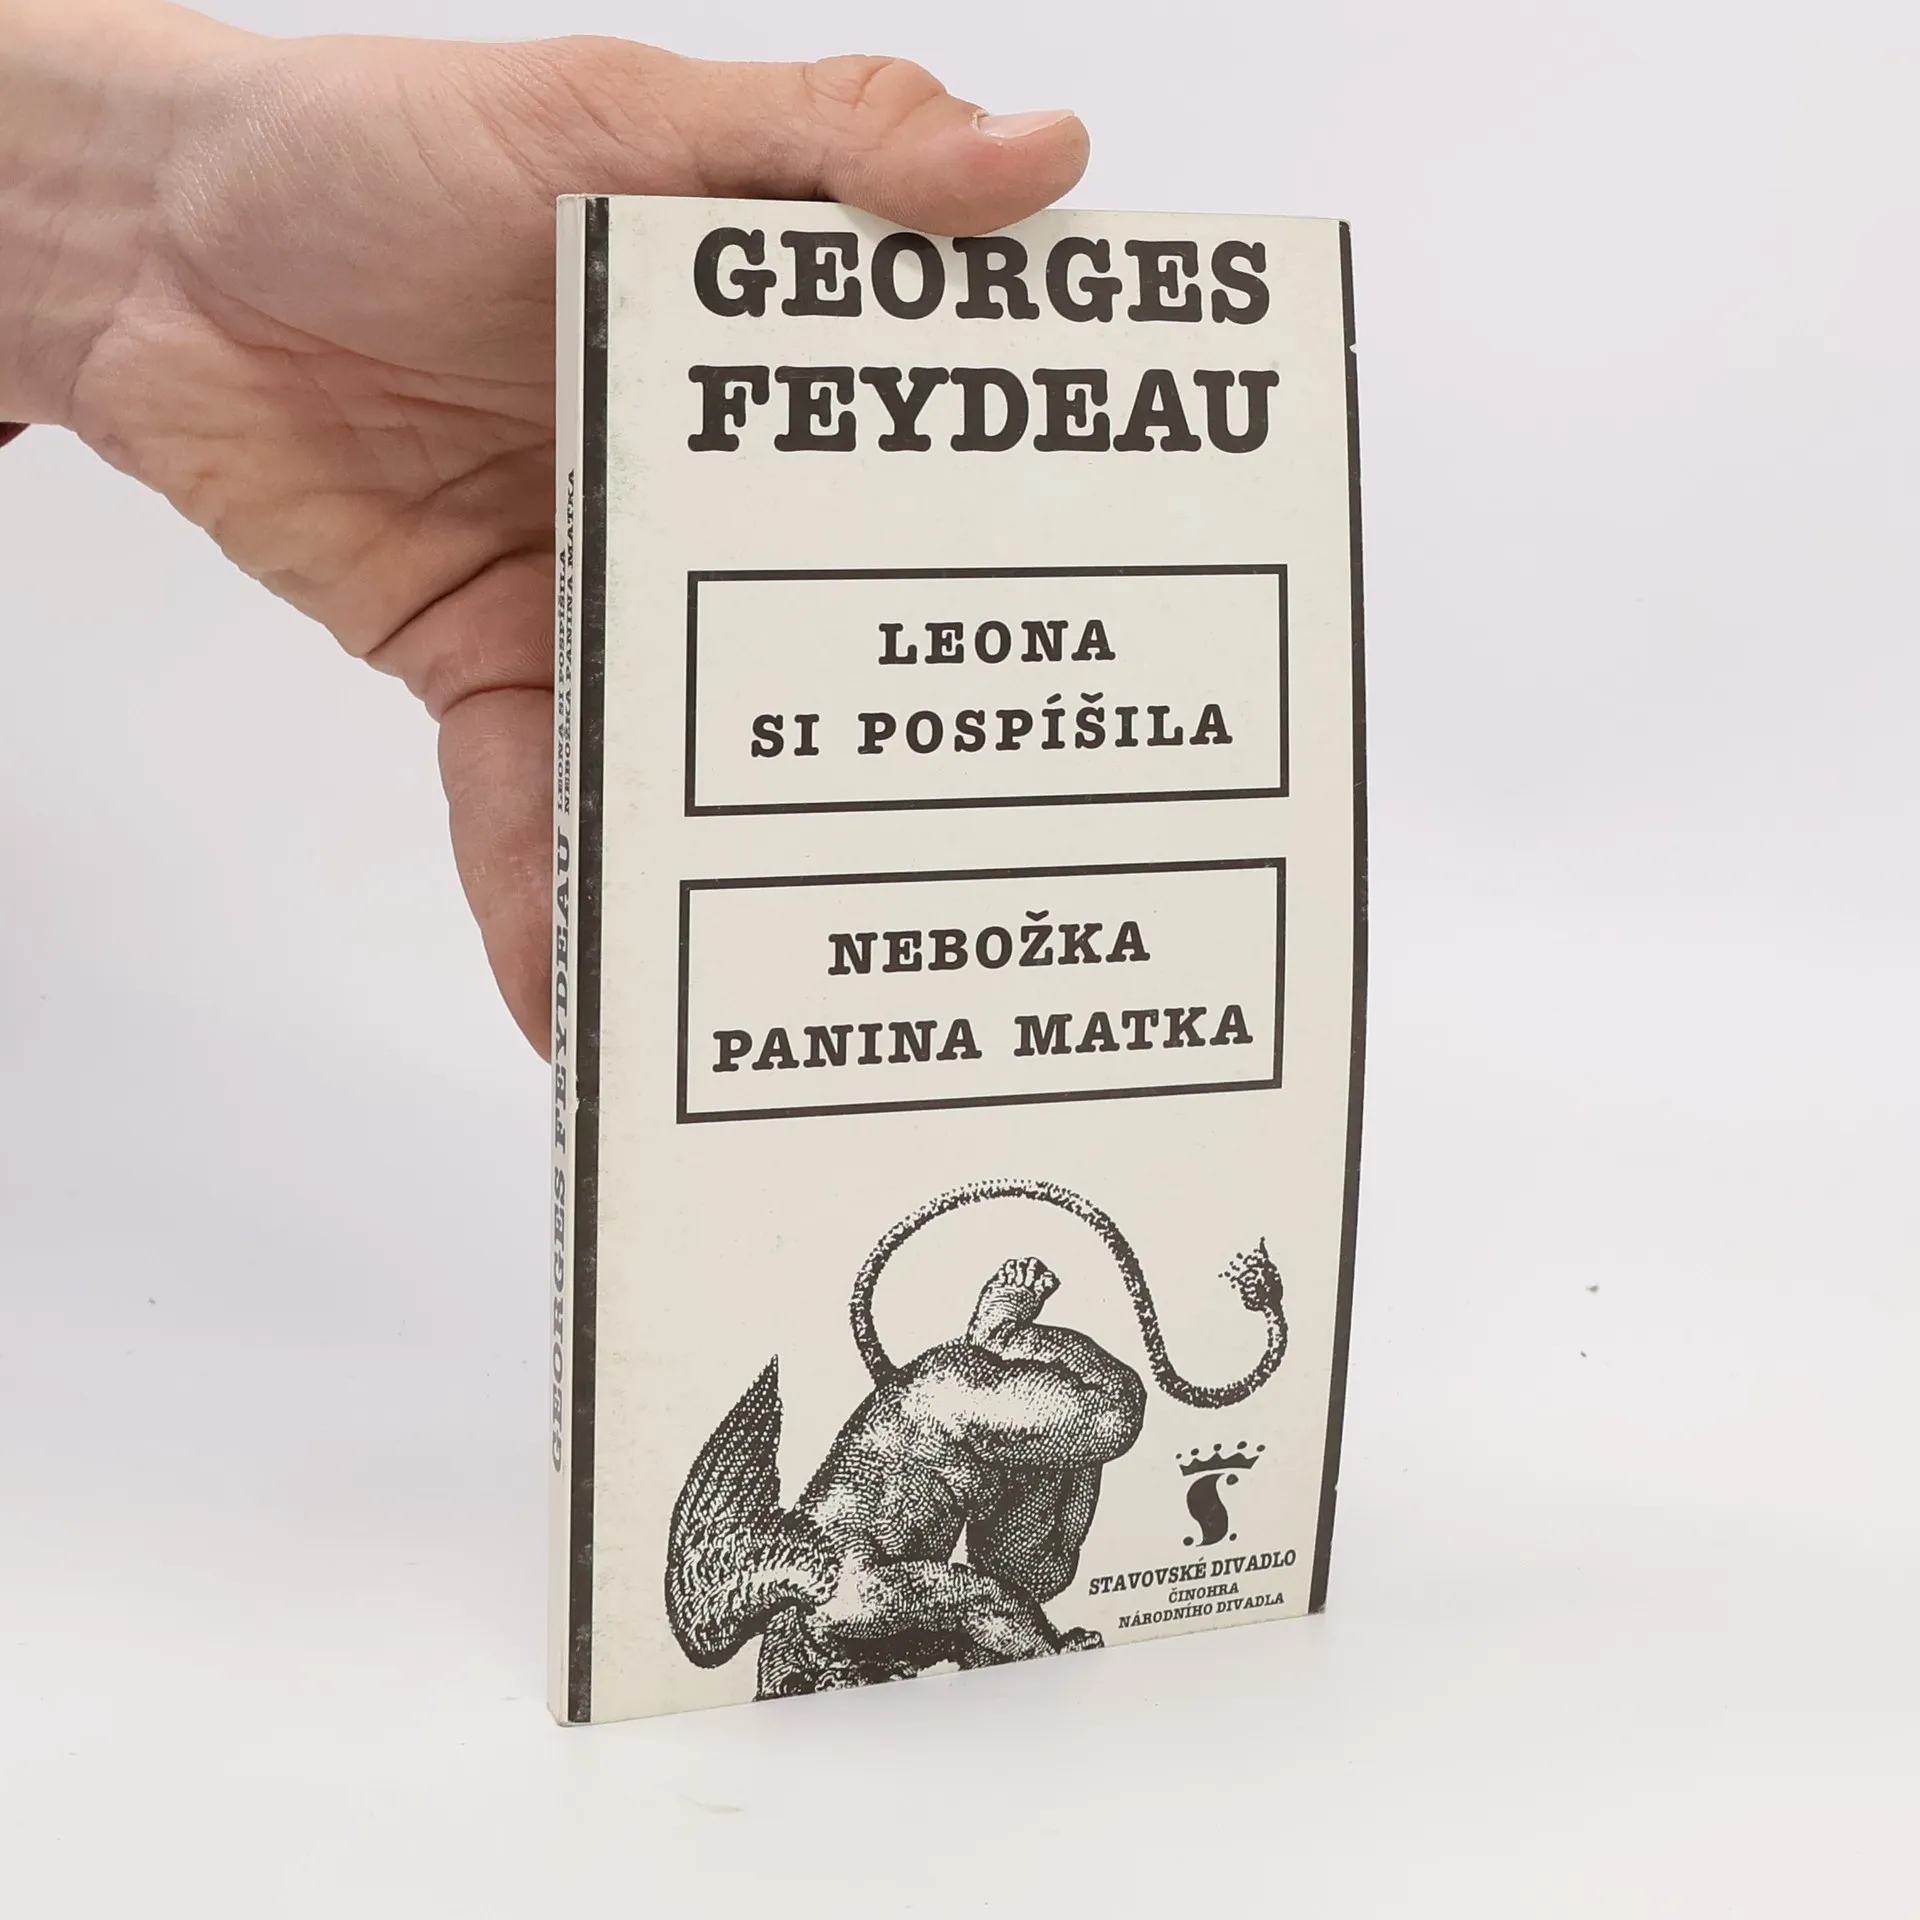 GEORGES
FEYDEAU
LEONA
SI POSPÍŠILA
NEBOŽKA
PANINA MATKA
S.
STAVOVSKÉ DIVADLO
ČINOHRA
NÁRODNÍHO DIVADLA
GEORGES FEYDEAU
LEONA SI POSPÍŠILA
NEBOŽKA PANINA MATKA